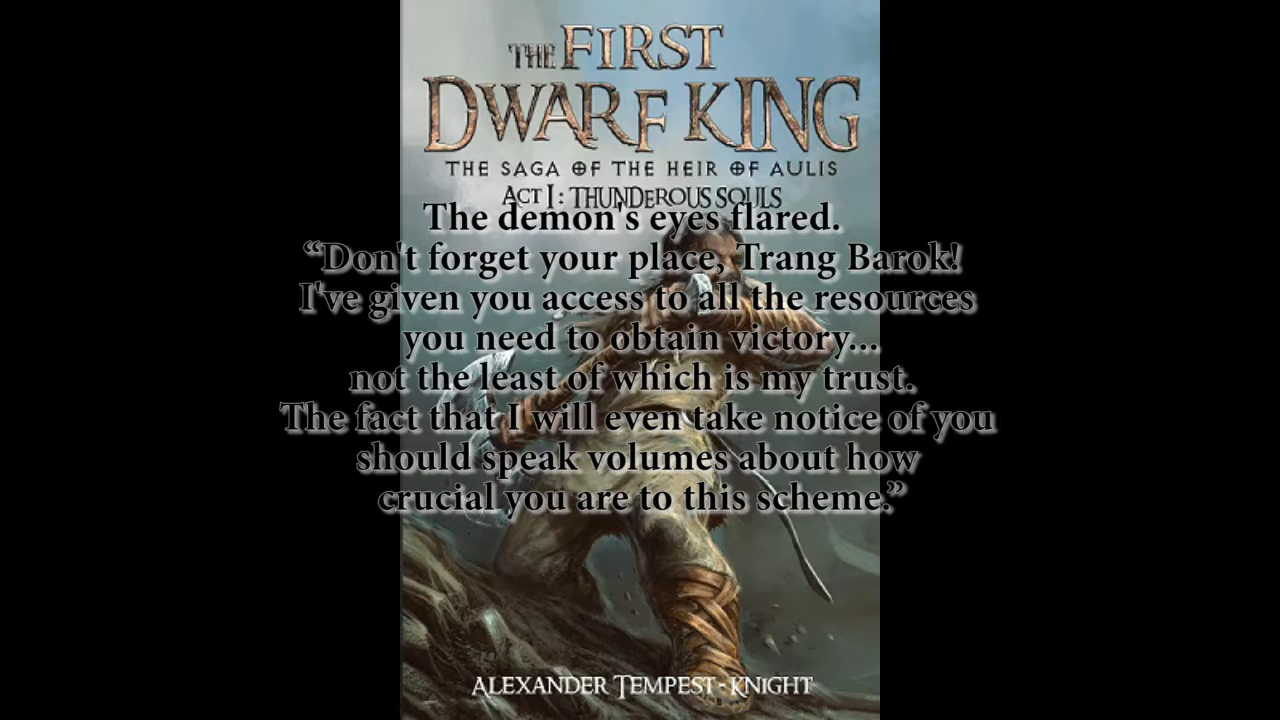 THE FIRST
DWARF KING
THE SAGA OF THE HEIR OF AULIS
ACT I: THUNDEROUS SOULS
The demon's eyes flared.
“Don't forget your place, Trang Barok!
I've given you access to all the resources
you need to obtain victory...
not the least of which is my trust.
The fact that I will even take notice of you
should speak volumes about how
crucial you are to this scheme.”
ALEXANDER TEMPEST-KNIGHT